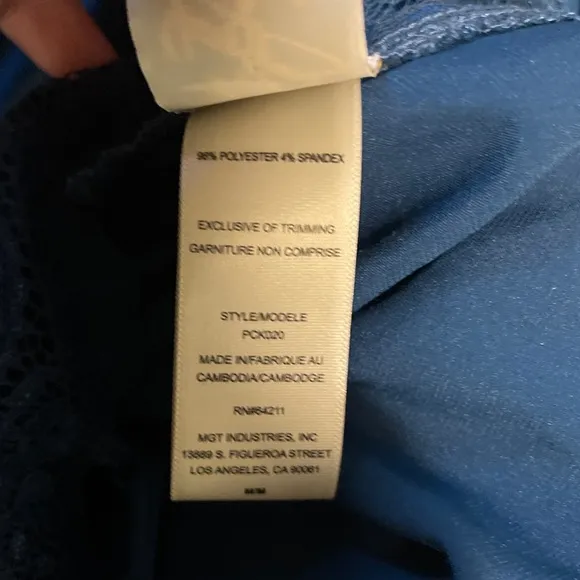 96% POLYESTER 4% SPANDEX
EXCLUSIVE OF TRIMMING
GARNITURE NON COMPRISE
STYLE/MODELE
PCK020
MADE IN/FABRIQUE AU
CAMBODIA/CAMBODGE
RN#64211
MGT INDUSTRIES, INC
13889 S. FIGUEROA STREET
LOS ANGELES, CA 90061